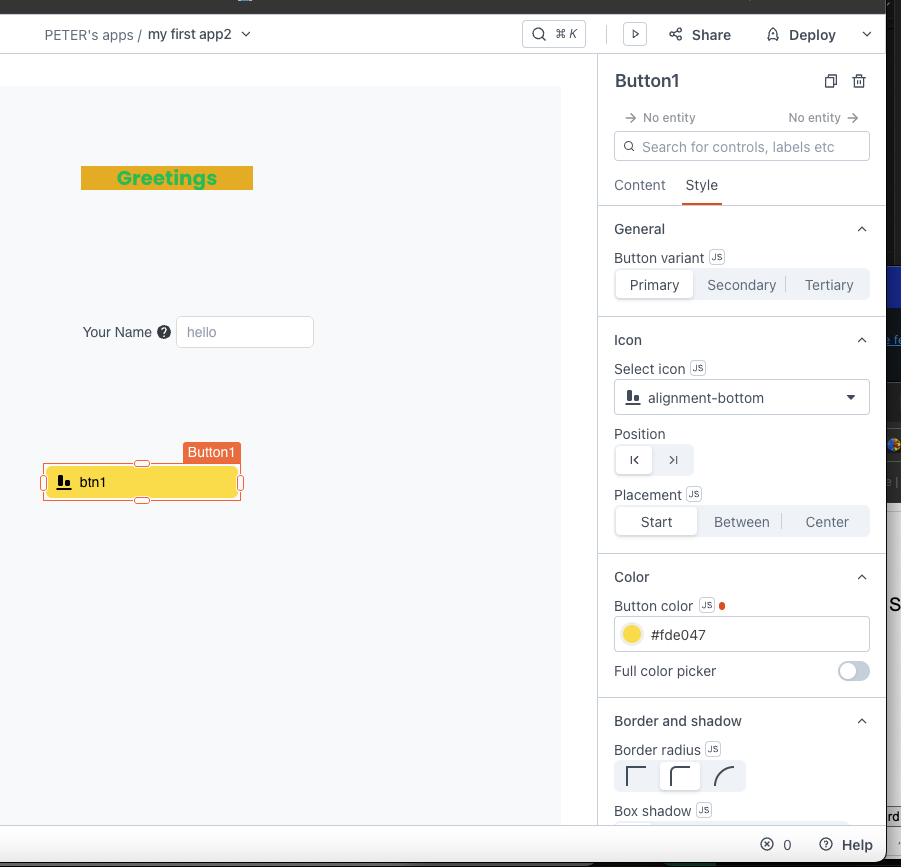 PETER's apps / my first app2
⌘ K
Share
Deploy
Button1
No entity
No entity
Search for controls, labels etc
Content
Style
General
Button variant JS
Primary
Secondary
Tertiary
Icon
Select icon JS
alignment-bottom
Position
Placement JS
Start
Between
Center
Color
Button color JS
#fde047
Full color picker
Border and shadow
Border radius JS
Box shadow JS
Greetings
Your Name ?
hello
Button1
btn1
0
Help
S
rd